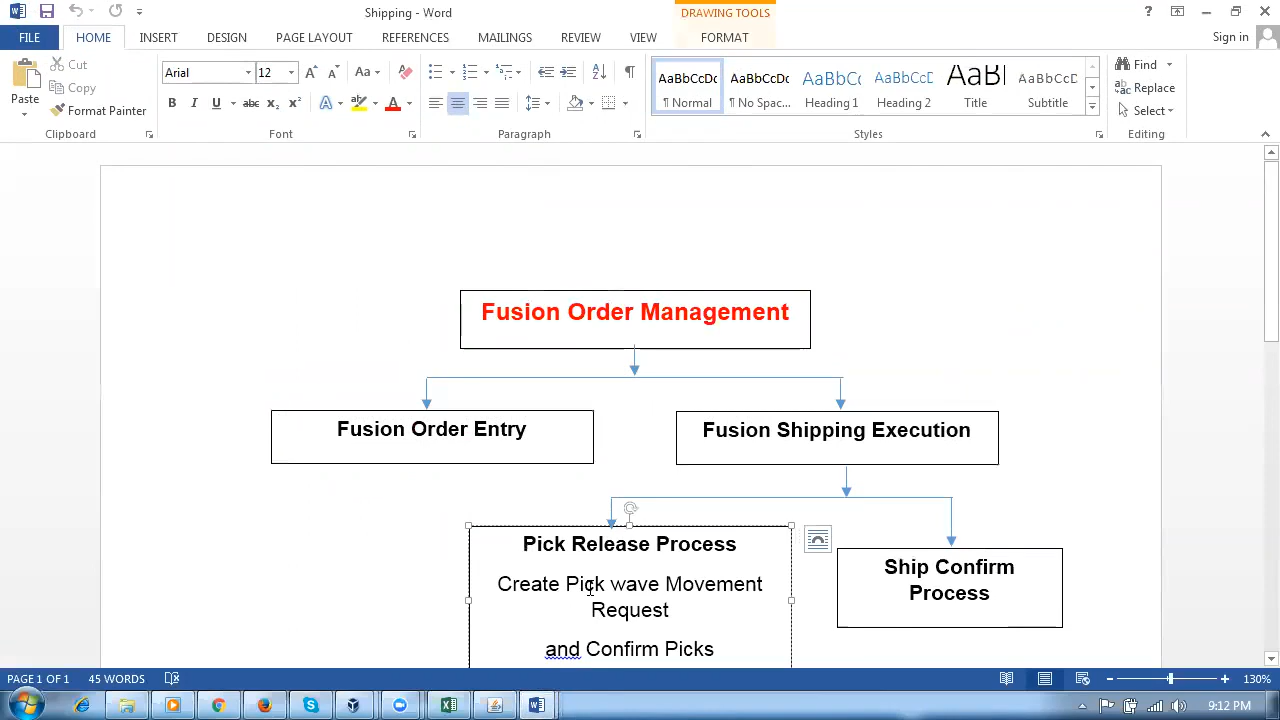 Shipping - Word
DRAWING TOOLS
Sign in
FILE
HOME
INSERT
DESIGN
PAGE LAYOUT
REFERENCES
MAILINGS
REVIEW
VIEW
FORMAT
Paste
Cut
Copy
Format Painter
Clipboard
Arial
12
Font
Paragraph
AaBbCcDc
¶ Normal
AaBbCcDc
¶ No Spac...
AaBbCc
Heading 1
AaBbCcD
Heading 2
AaBb
Title
AaBbCcD
Subtitle
Styles
Find
Replace
Select
Editing
Fusion Order Management
Fusion Order Entry
Fusion Shipping Execution
Pick Release Process
Create Pick wave Movement
Request
and Confirm Picks
Ship Confirm
Process
PAGE 1 OF 1
45 WORDS
130%
9:12 PM